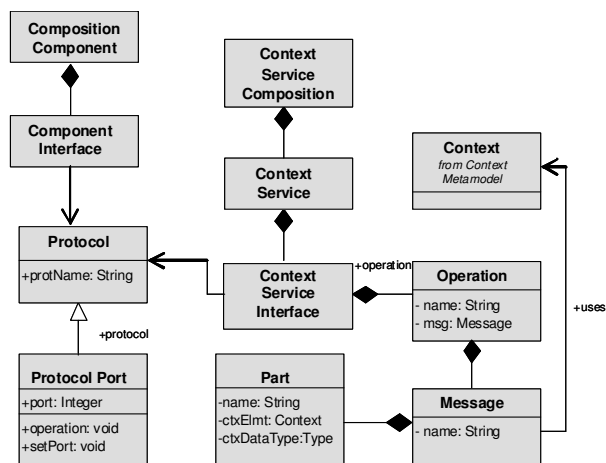 Composition
Component
Component
Interface
Context
Service
Composition
Context
Service
Context
from Context
Metamodel
Protocol
+protName: String
Context
Service
Interface
+operation
Operation
- name: String
- msg: Message
+uses
+protocol
Protocol Port
+port: Integer
+operation: void
+setPort: void
Part
-name: String
-ctxElmt: Context
-ctxDataType:Type
Message
- name: String